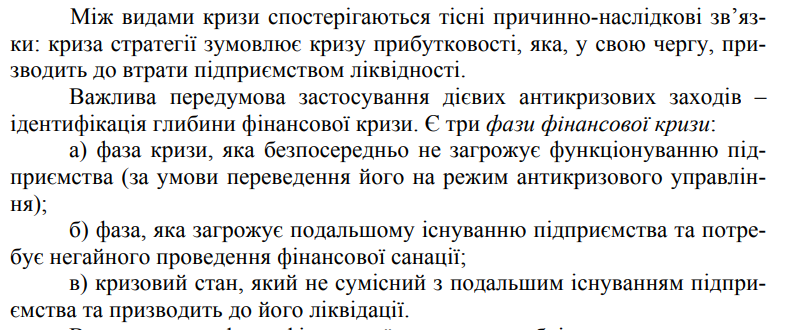 Між видами кризи спостерігаються тісні причинно-наслідкові зв’яз-
ки: криза стратегії зумовлює кризу прибутковості, яка, у свою чергу, при-
зводить до втрати підприємством ліквідності.
Важлива передумова застосування дієвих антикризових заходів –
ідентифікація глибини фінансової кризи. Є три фази фінансової кризи:
а) фаза кризи, яка безпосередньо не загрожує функціонуванню під-
приємства (за умови переведення його на режим антикризового управлін-
ня);
б) фаза, яка загрожує подальшому існуванню підприємства та потре-
бує негайного проведення фінансової санації;
в) кризовий стан, який не сумісний з подальшим існуванням підпри-
ємства та призводить до його ліквідації.